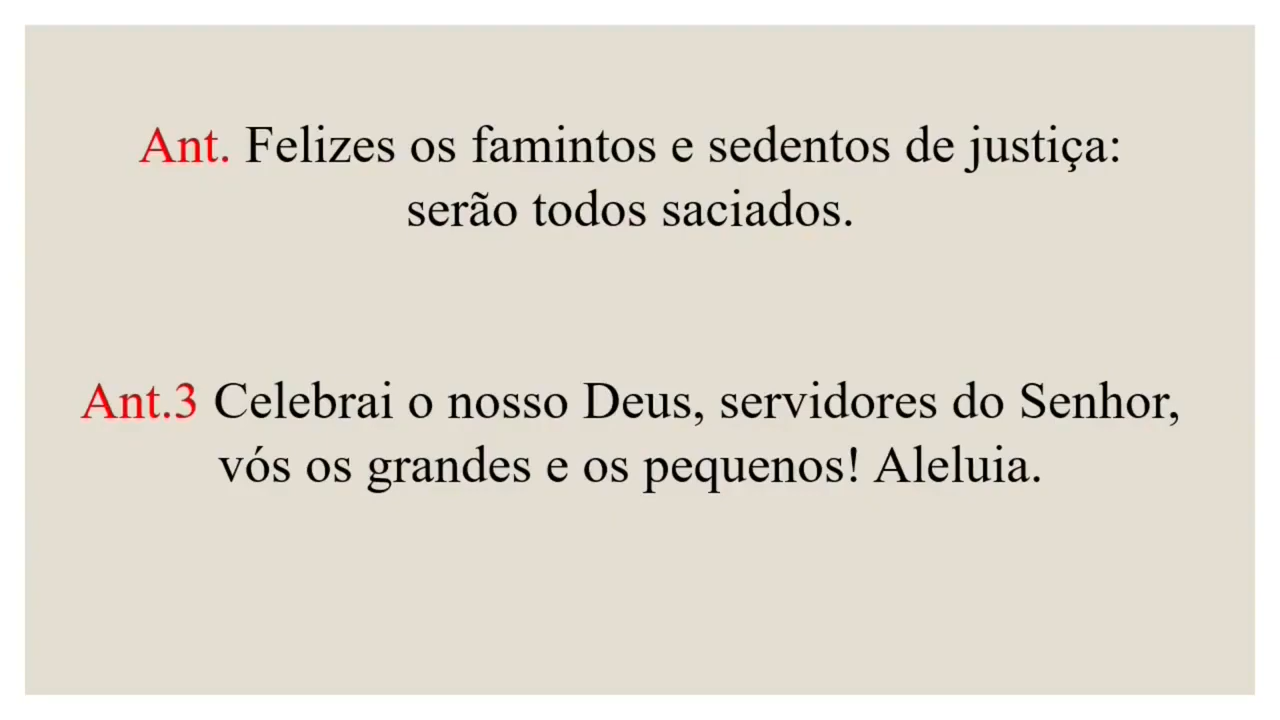 Ant. Felizes os famintos e sedentos de justiça:
serão todos saciados.
Ant.3 Celebrai o nosso Deus, servidores do Senhor,
vós os grandes e os pequenos! Aleluia.